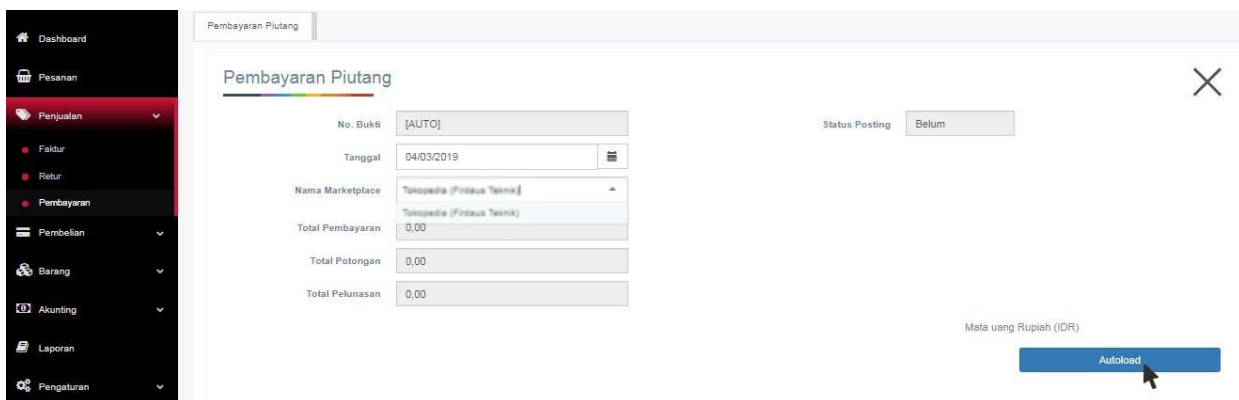 Dashboard
Pesanan
Penjualan
Faktur
Retur
Pembayaran
Pembelian
Barang
Akunting
Laporan
Pengaturan
Pembayaran Piutang
Pembayaran Piutang
No. Bukti [AUTO]
Status Posting Belum
Tanggal 04/03/2019
Nama Marketplace Tokopedia (Firdaus Teknik)
Tokopedia (Firdaus Teknik)
Total Pembayaran 0,00
Total Potongan 0,00
Total Pelunasan 0,00
Mata uang Rupiah (IDR)
Autoload